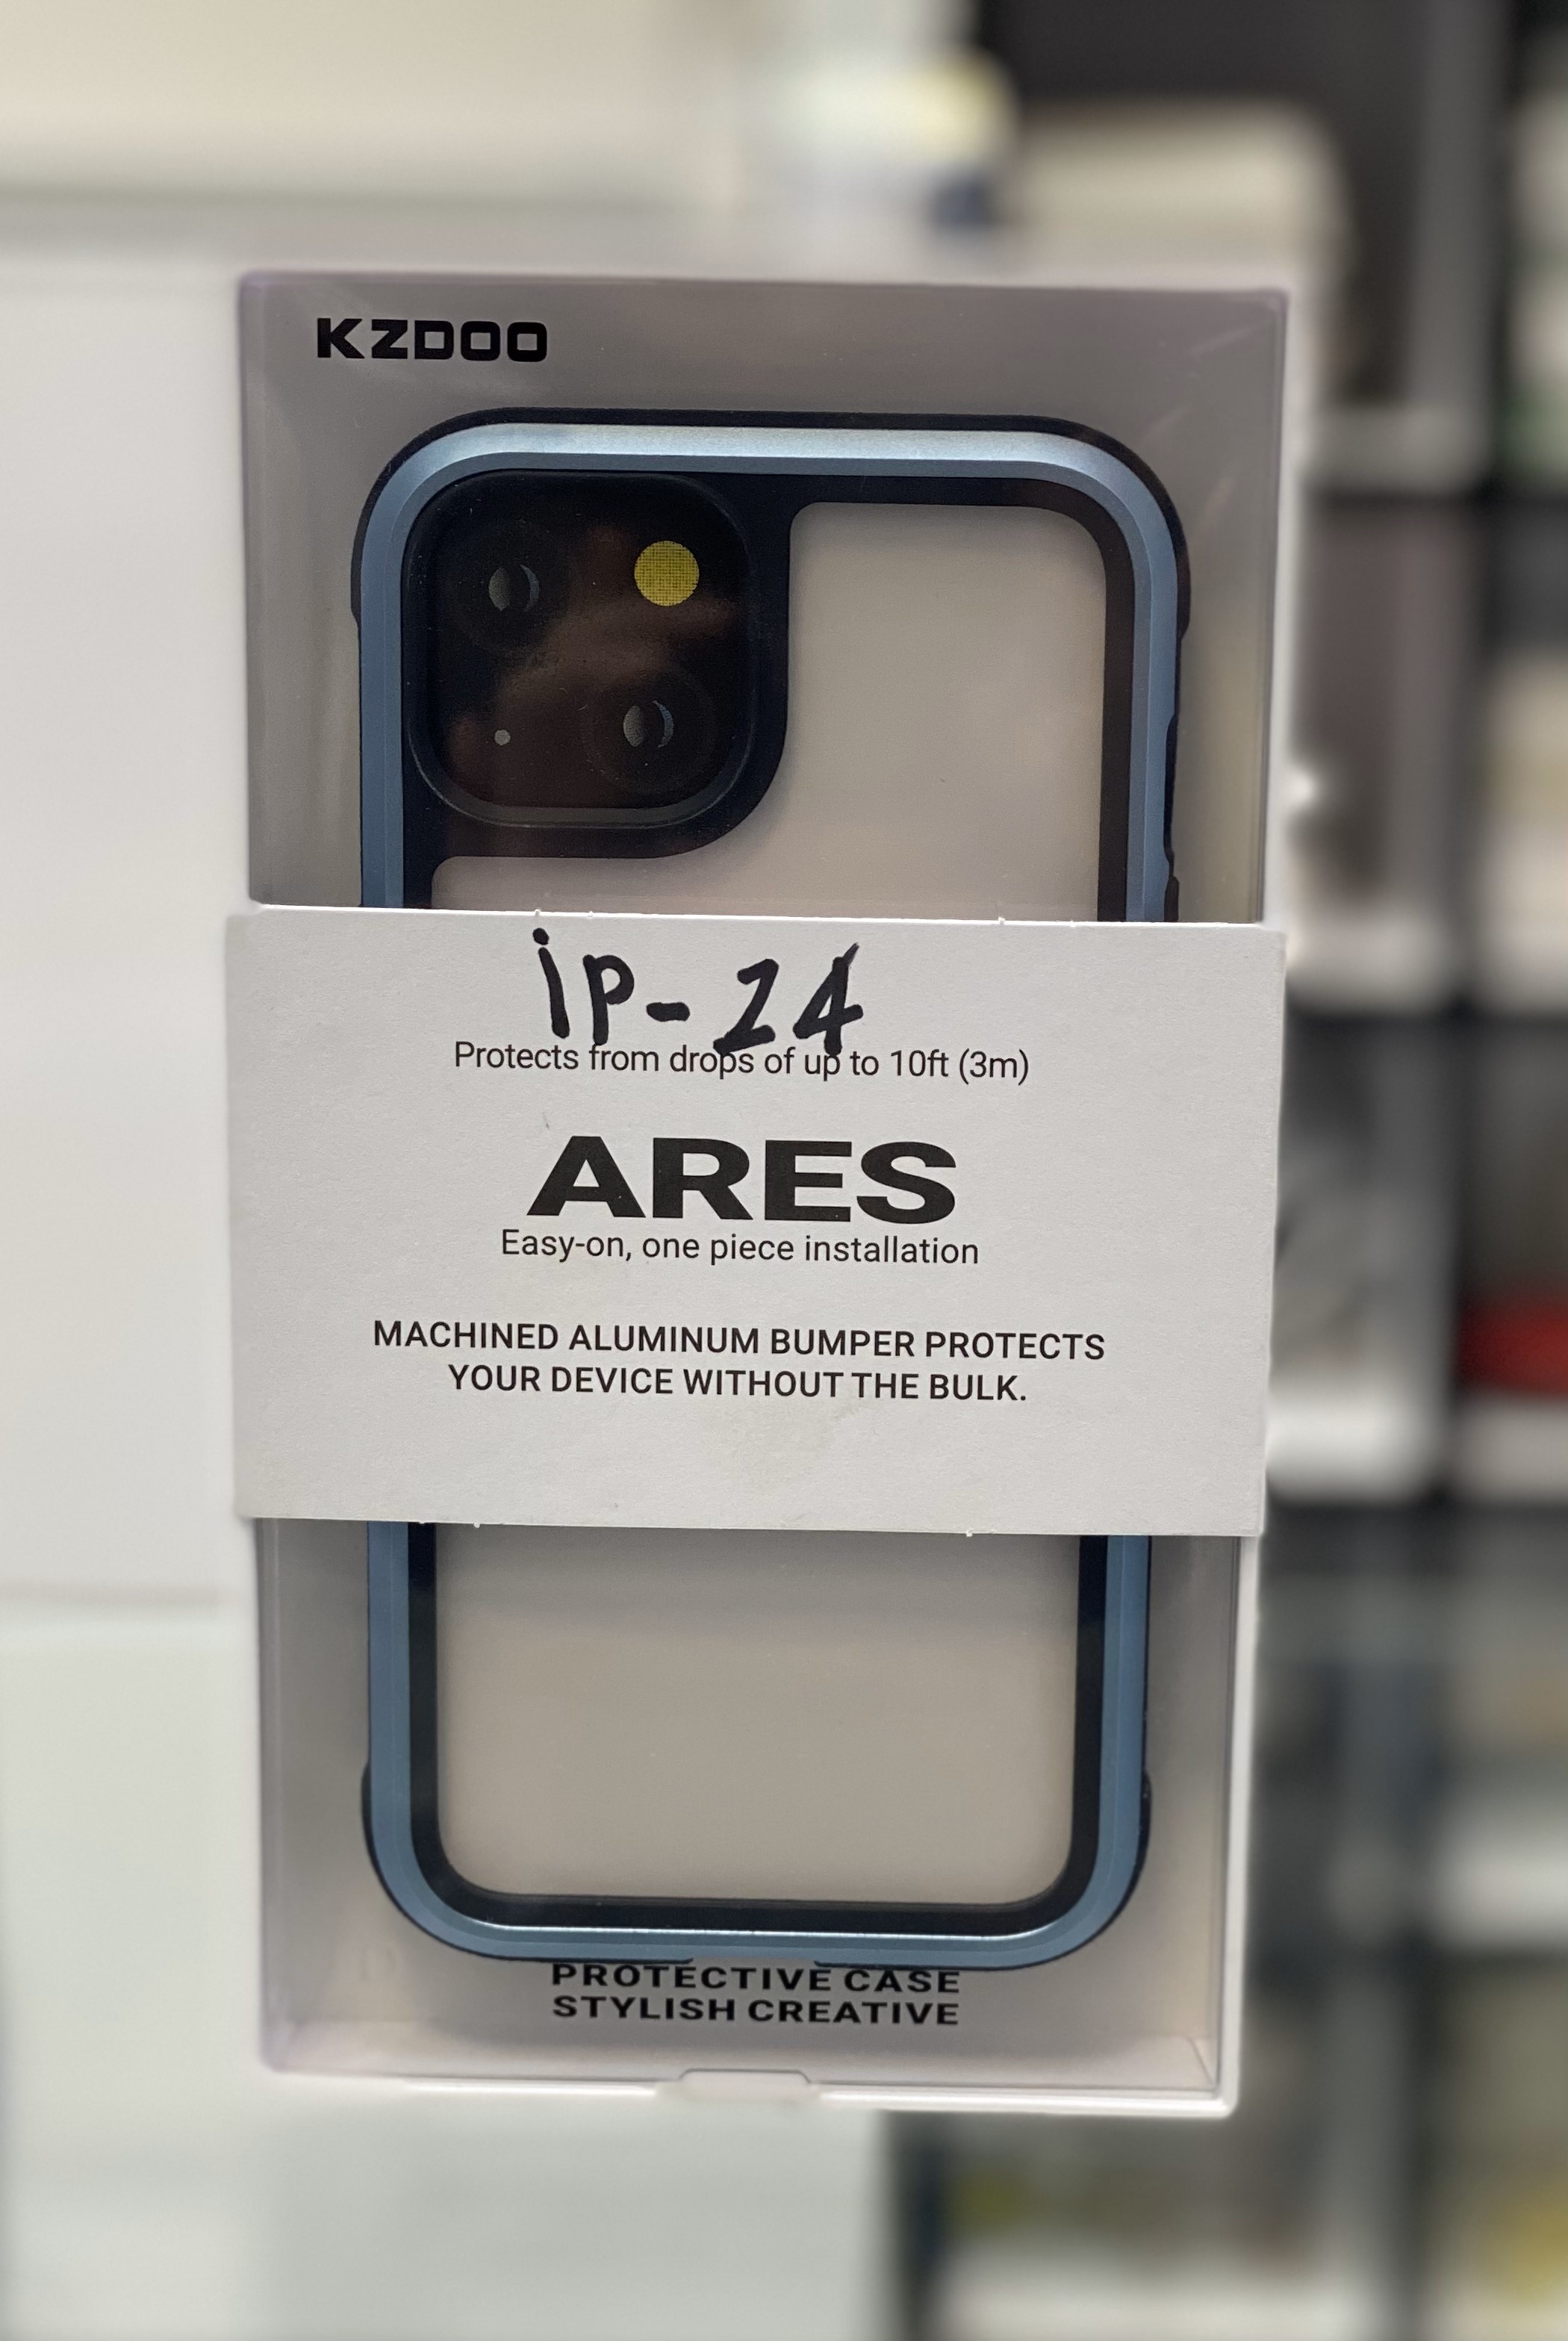 KZDOO
iP-24
Protects from drops of up to 10ft (3m)
ARES
Easy-on, one piece installation
MACHINED ALUMINUM BUMPER PROTECTS
YOUR DEVICE WITHOUT THE BULK.
PROTECTIVE CASE
STYLISH CREATIVE